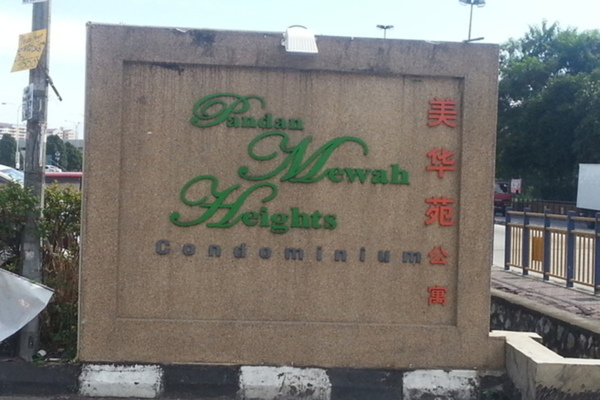 Pandan
Mewah
Heights
Condominium
美华苑公寓